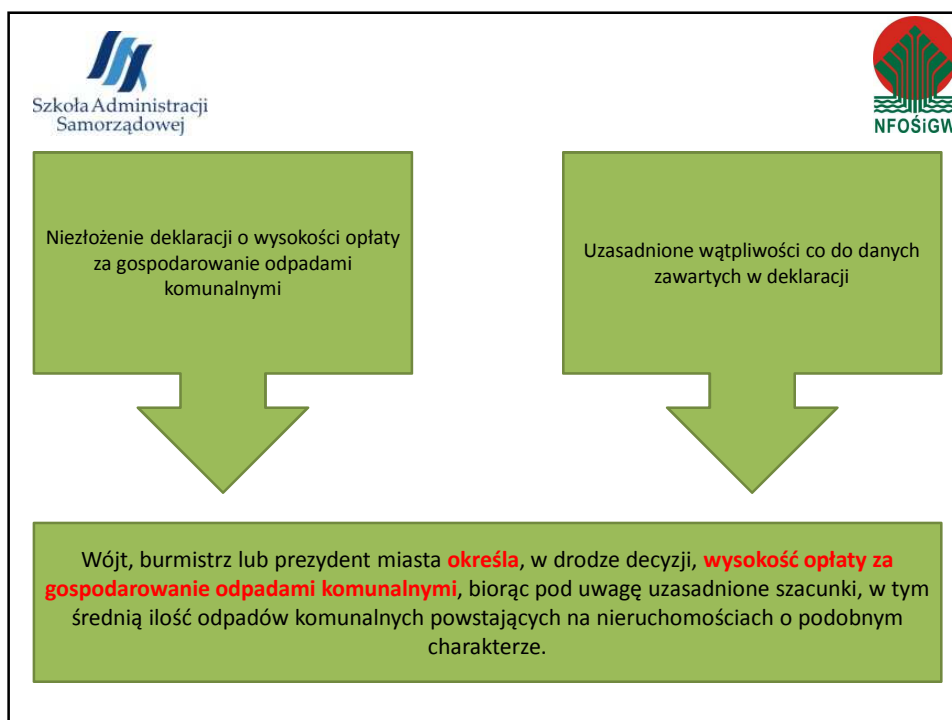 Szkoła Administracji
Samorządowej
NFOŚiGW
Niezłożenie deklaracji o wysokości opłaty
za gospodarowanie odpadami
komunalnymi
Uzasadnione wątpliwości co do danych
zawartych w deklaracji
Wójt, burmistrz lub prezydent miasta określa, w drodze decyzji, wysokość opłaty za
gospodarowanie odpadami komunalnymi, biorąc pod uwagę uzasadnione szacunki, w tym
średnią ilość odpadów komunalnych powstających na nieruchomościach o podobnym
charakterze.